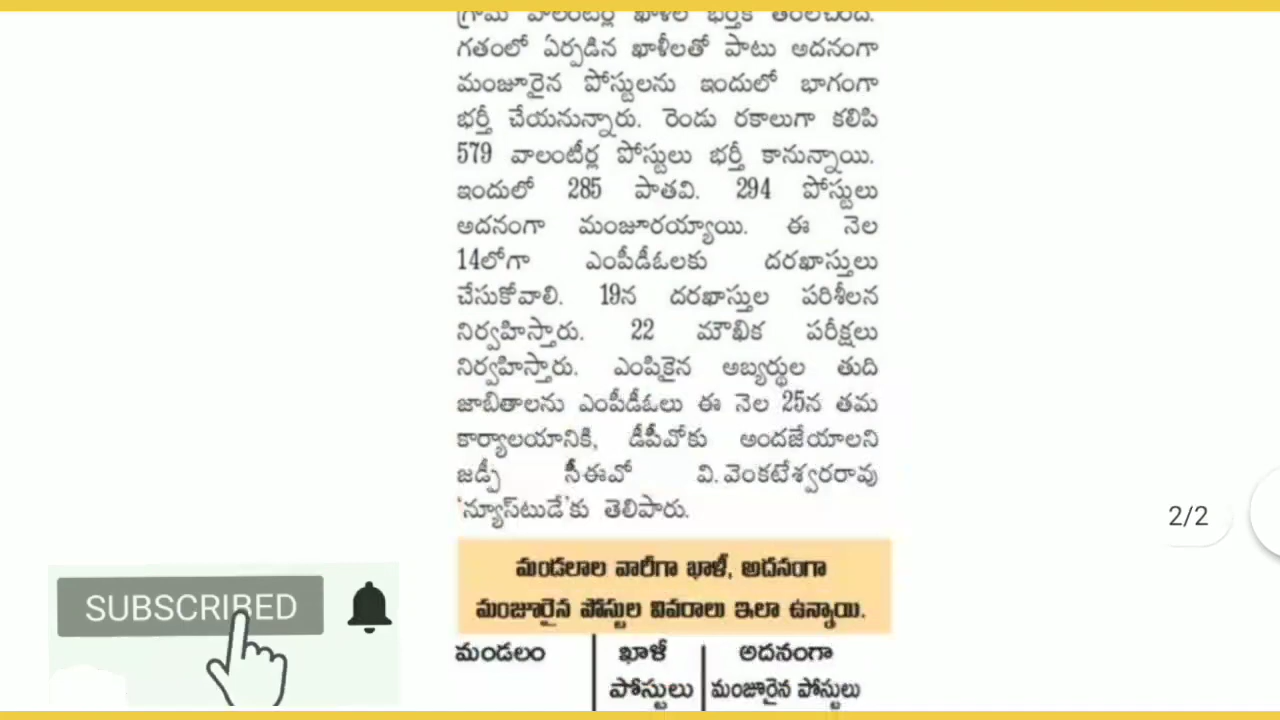 గ్రామ వాలంటీర్ల ఖాళీల భర్తీకి
గతంలో ఏర్పడిన ఖాళీలతో పాటు అదనంగా
మంజూరైన పోస్టులను ఇందులో భాగంగా
భర్తీ చేయనున్నారు. రెండు రకాలుగా కలిపి
579 వాలంటీర్ల పోస్టులు భర్తీ కానున్నాయి.
ఇందులో 285 పాతవి. 294 పోస్టులు
అదనంగా మంజూరయ్యాయి. ఈ నెల
14లోగా ఎంపీడీఓలకు దరఖాస్తులు
చేసుకోవాలి. 19న దరఖాస్తుల పరిశీలన
నిర్వహిస్తారు. 22 మౌఖిక పరీక్షలు
నిర్వహిస్తారు. ఎంపికైన అబ్యర్థుల తుది
జాబితాలను ఎంపీడీఓలు ఈ నెల 25న తమ
కార్యాలయానికి, డీపీవోకు అందజేయాలని
జడ్పీ సీఈవో వి.వెంకటేశ్వరరావు
'న్యూస్‌టుడే'కు తెలిపారు.
2/2
మండలాల వారీగా ఖాళీ, అదనంగా
మంజూరైన పోస్టుల వివరాలు ఇలా ఉన్నాయి.
SUBSCRIBED
మండలం ఖాళీ అదనంగా
పోస్టులు మంజూరైన పోస్టులు